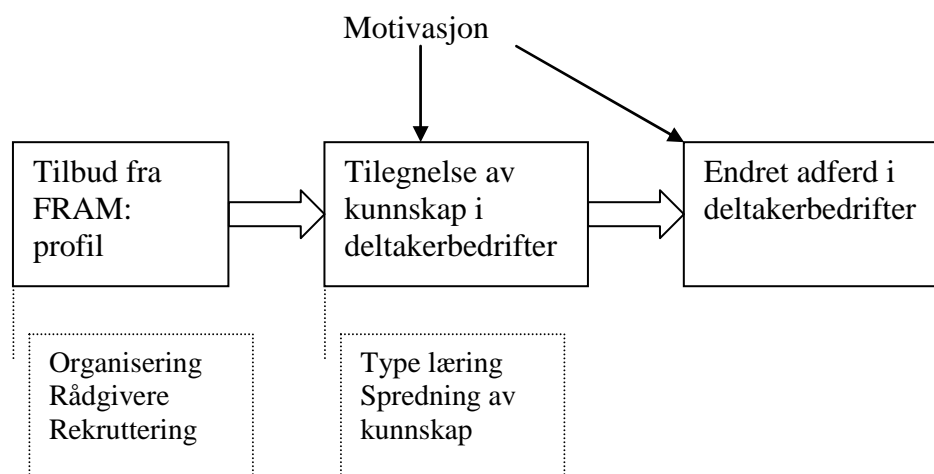 Motivasjon
Tilbud fra
FRAM:
profil
Tilegnelse av
kunnskap i
deltakerbedrifter
Endret adferd i
deltakerbedrifter
Organisering
Rådgivere
Rekruttering
Type læring
Spredning av
kunnskap